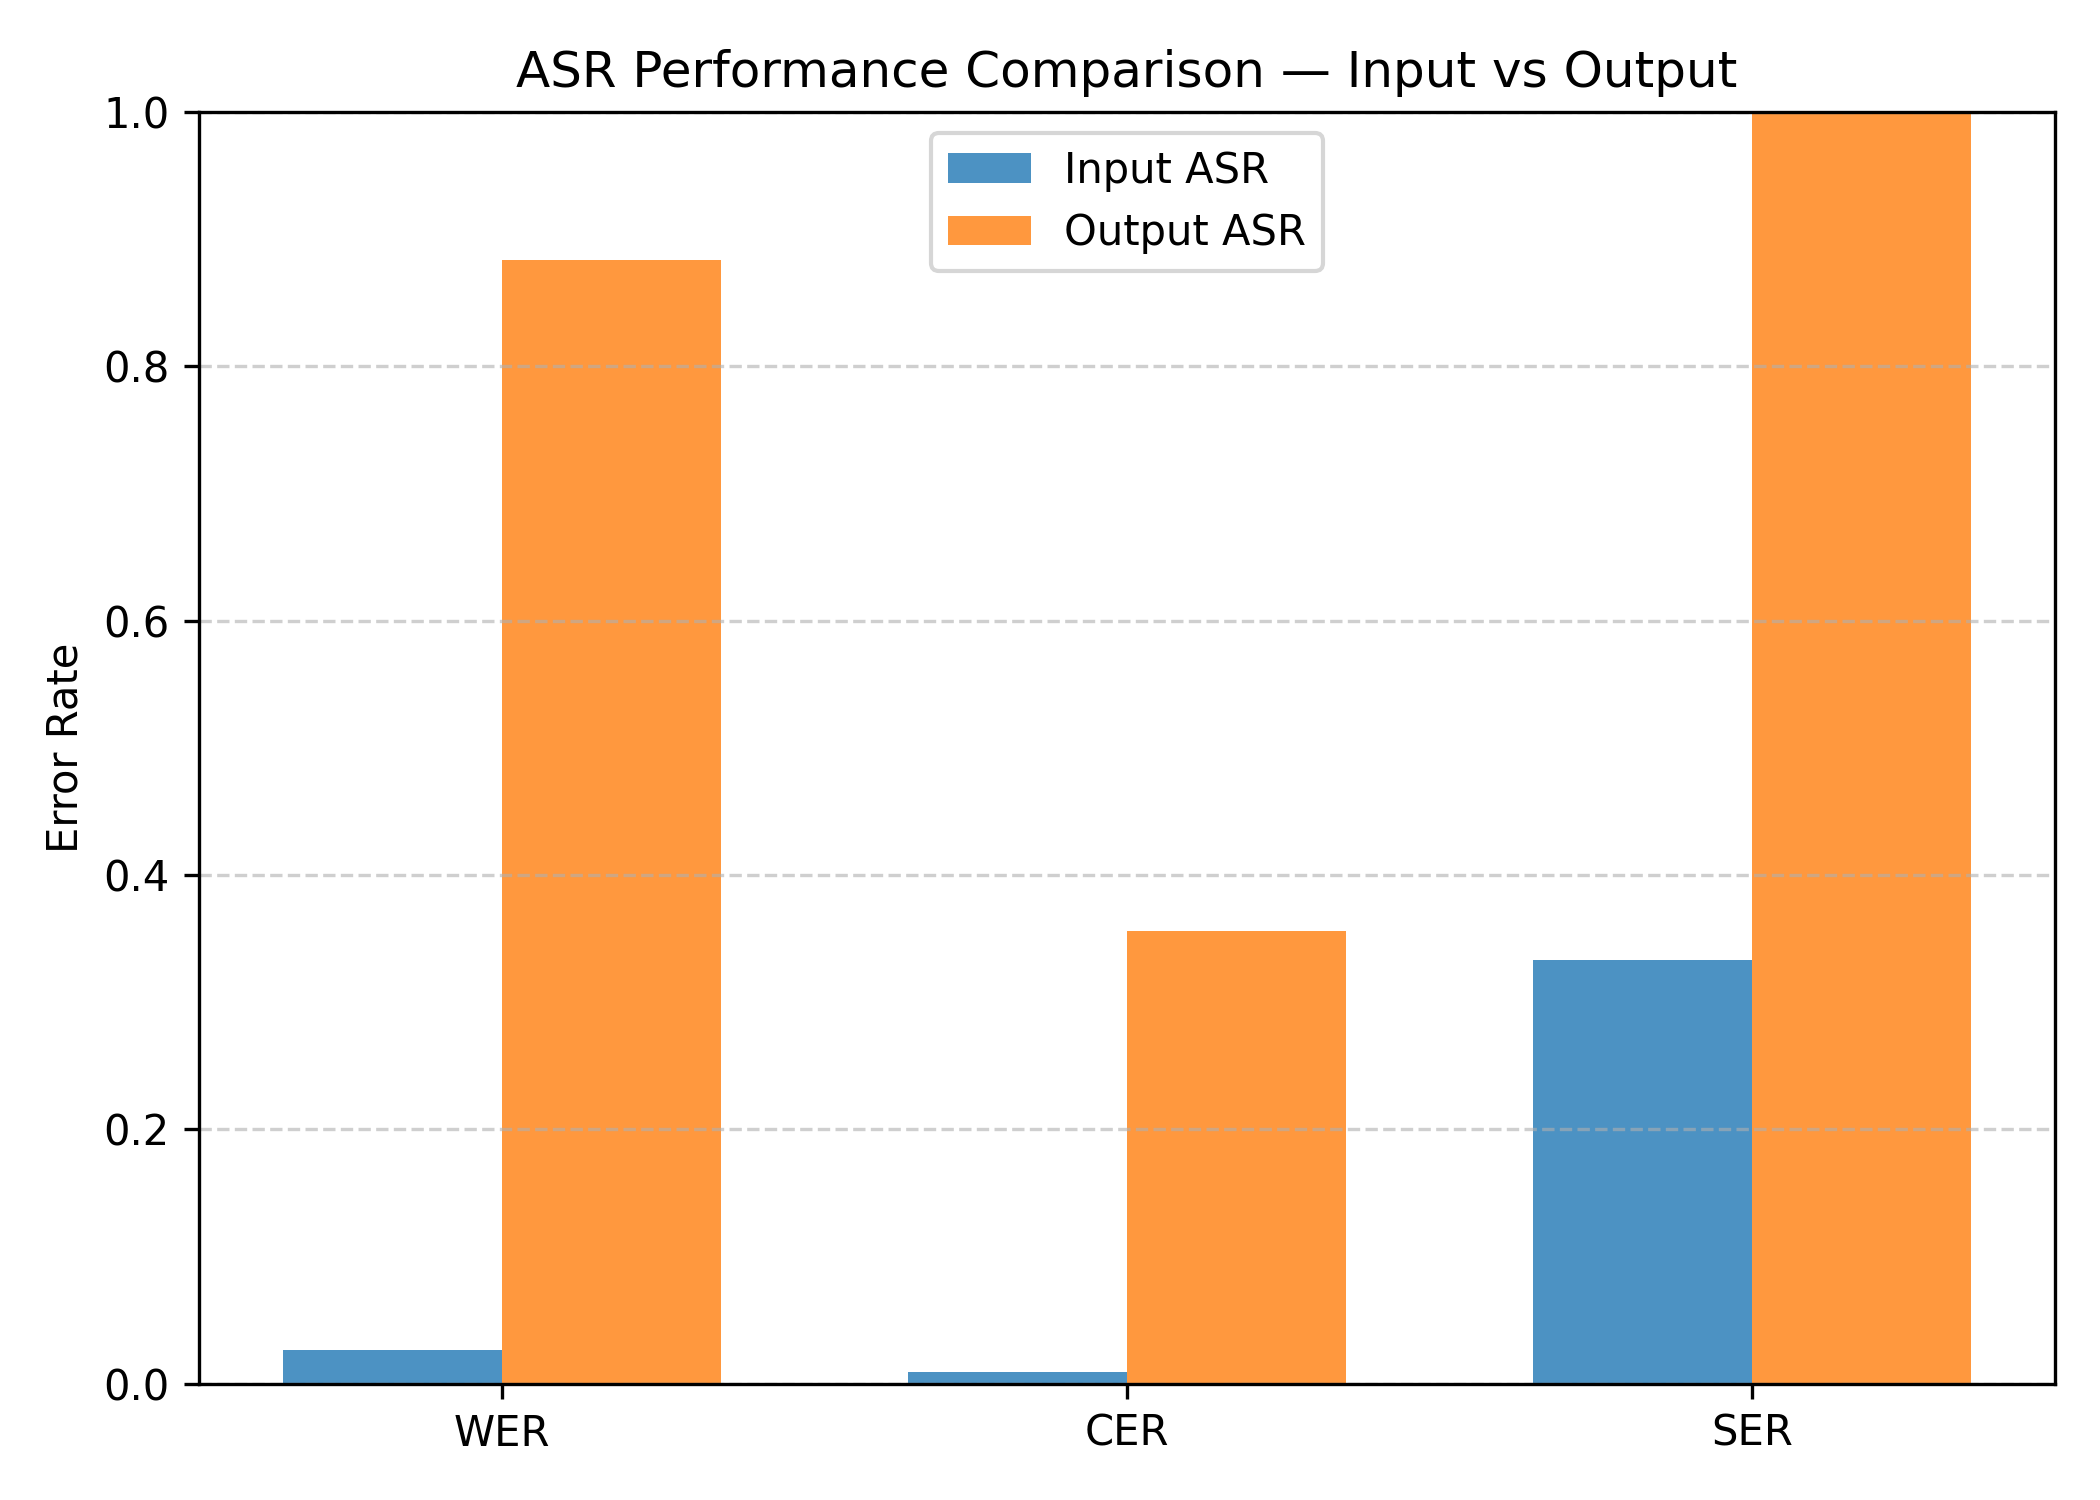 ASR Performance Comparison — Input vs Output
Input ASR
Output ASR
Error Rate
1.0
0.8
0.6
0.4
0.2
0.0
WER CER SER